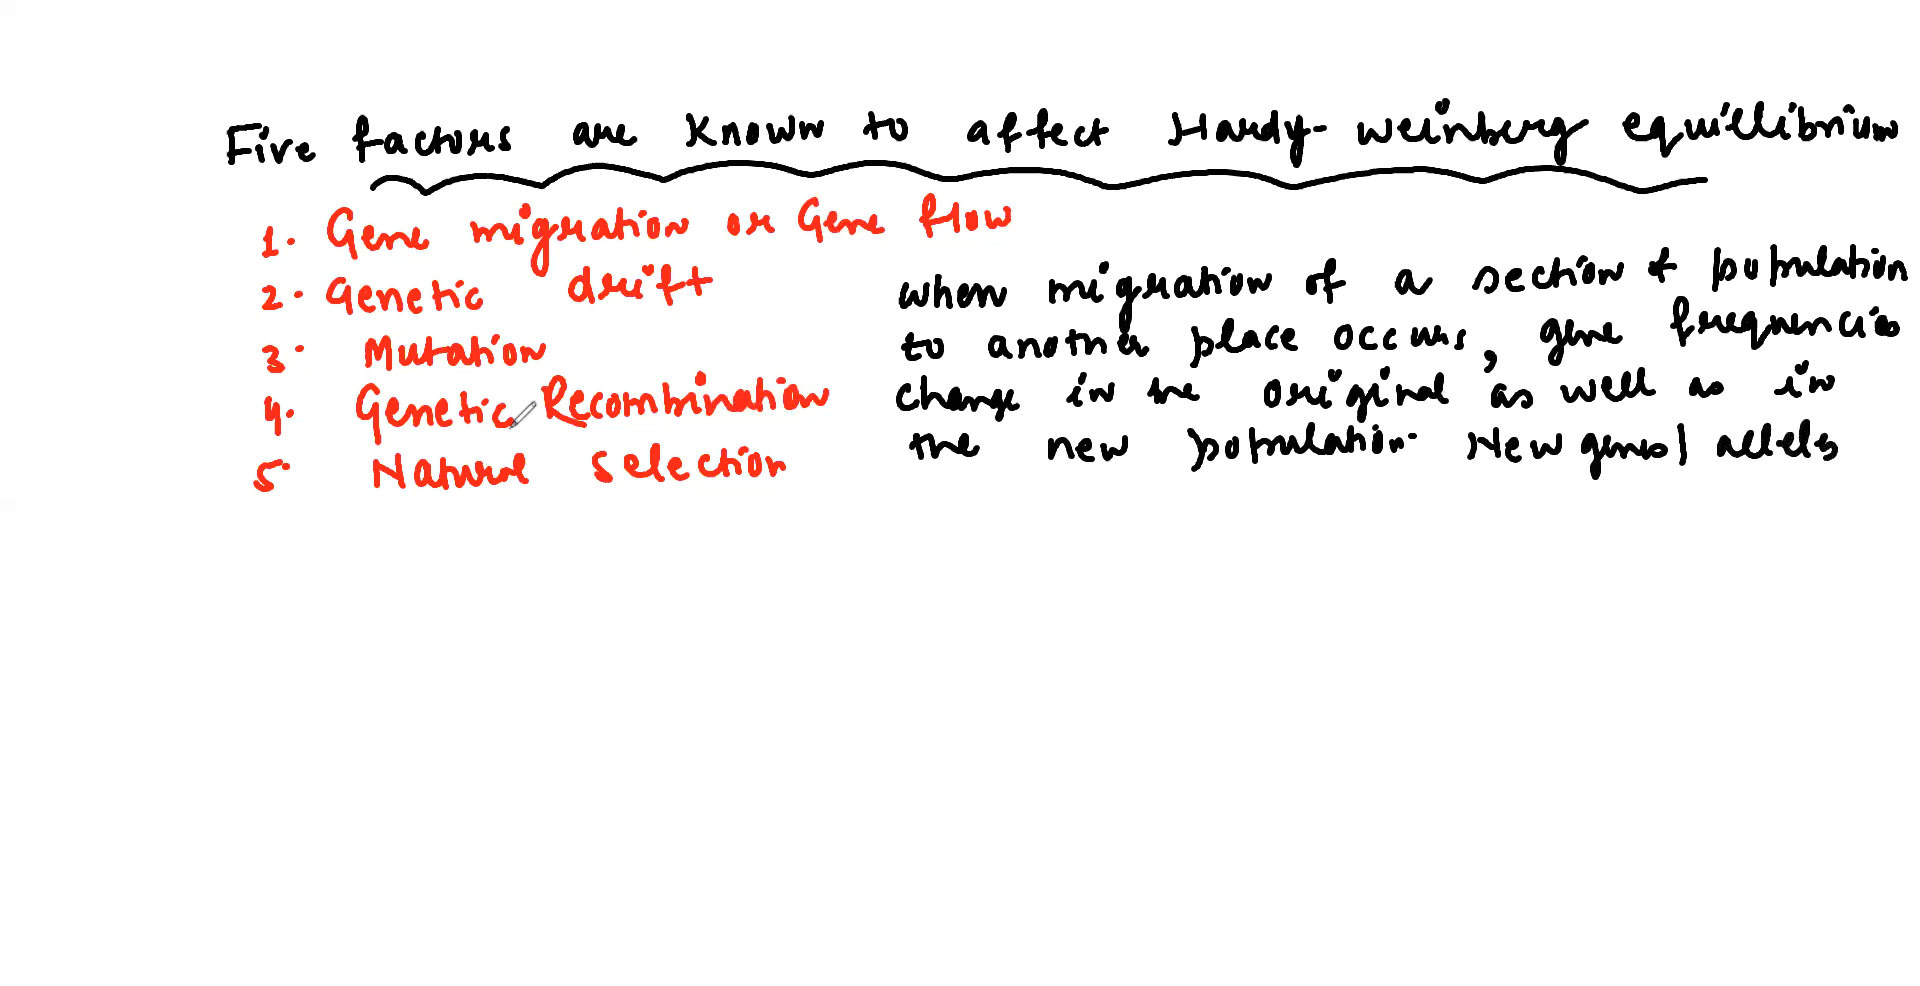 Five factors are known to affect Hardy-weinberg equillibrium
1. Gene migration or Gene flow
2. Genetic drift
3. Mutation
4. Genetic Recombination
5. Natural selection
when migration of a section of population
to another place occurs, gene frequencies
change in the original as well as in
the new population. New genes/ alleles